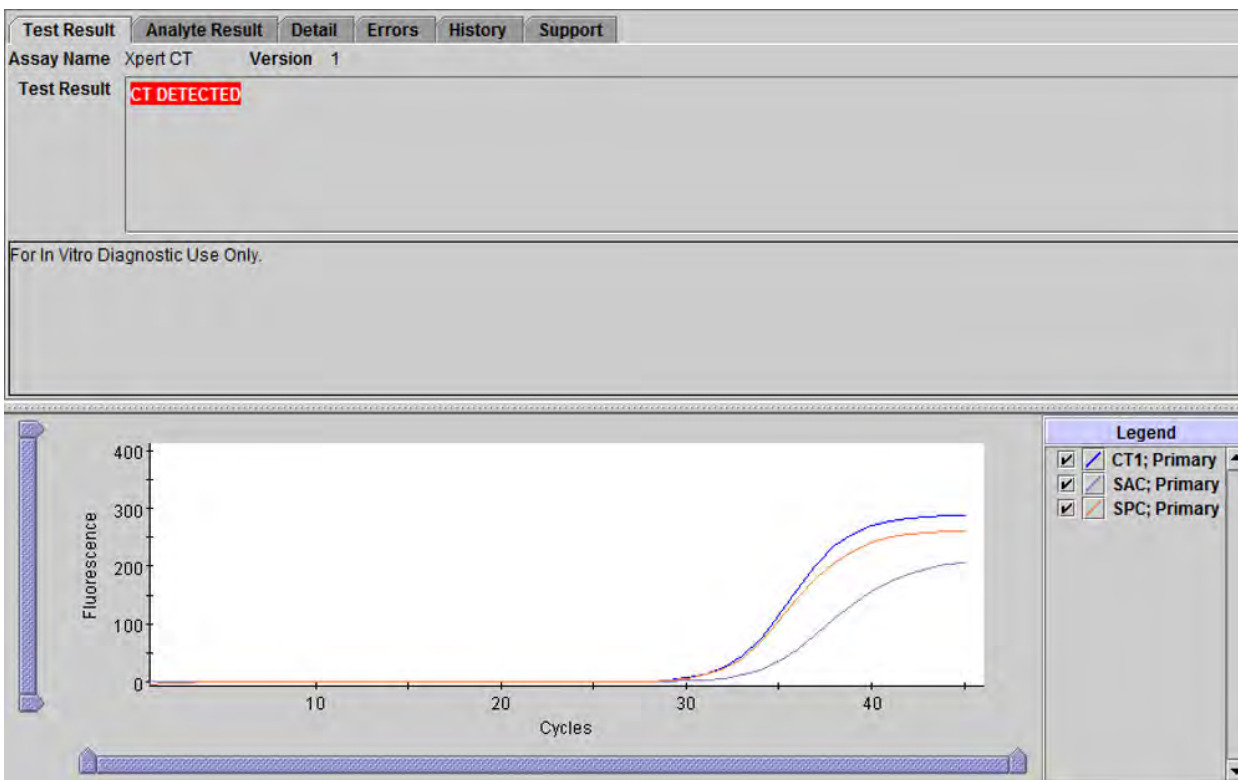 Test Result Analyte Result Detail Errors History Support
Assay Name Xpert CT Version 1
Test Result CT DETECTED
For In Vitro Diagnostic Use Only.
400
300
200
100
0
Fluorescence
10 20 30 40
Cycles
Legend
CT1; Primary
SAC; Primary
SPC; Primary